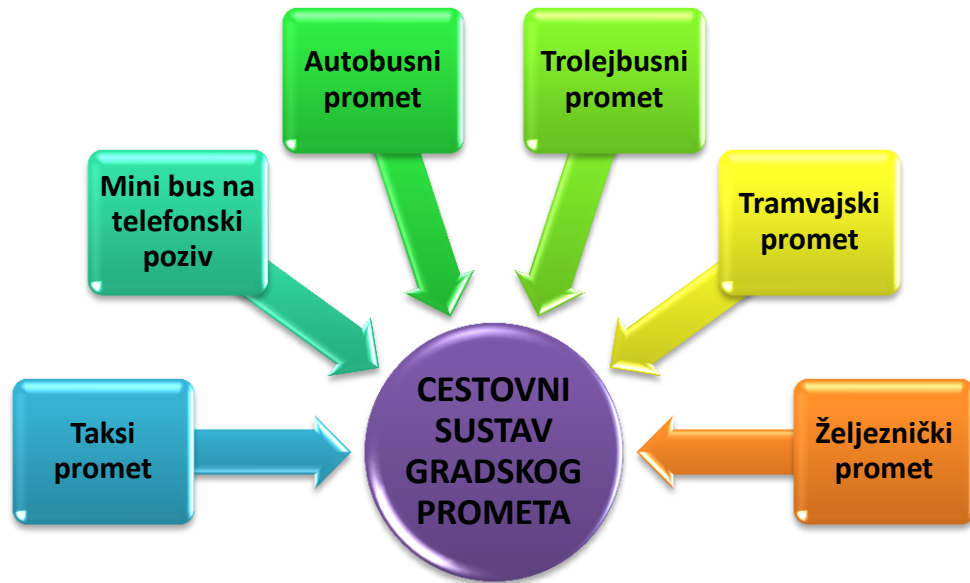 Autobusni
promet
Trolejbusni
promet
Mini bus na
telefonski
poziv
Tramvajski
promet
Taksi
promet
CESTOVNI
SUSTAV
GRADSKOG
PROMETA
Željeznički
promet